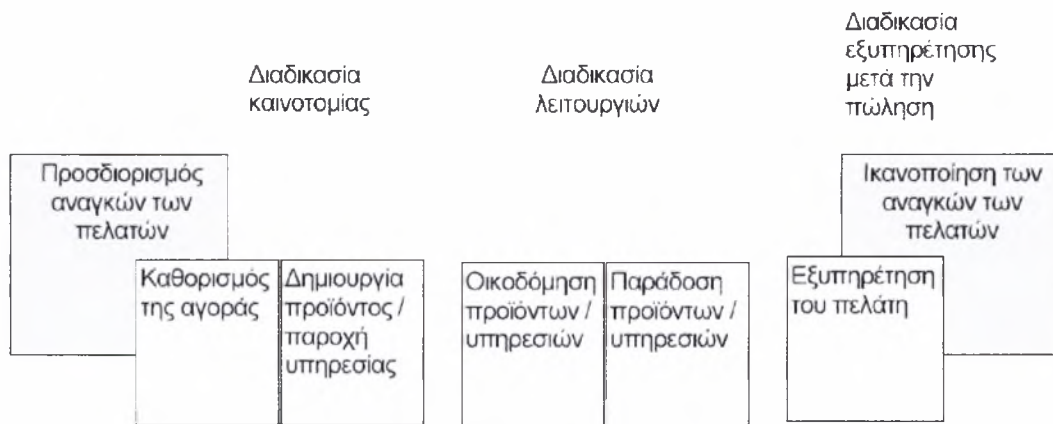 Διαδικασία
καινοτομίας
Διαδικασία
λειτουργιών
Διαδικασία
εξυπηρέτησης
μετά την
πώληση
Προσδιορισμός
αναγκών των
πελατών
Καθορισμός
της αγοράς
Δημιουργία
προϊόντος /
παροχή
υπηρεσίας
Οικοδόμηση
προϊόντων /
υπηρεσιών
Παράδοση
προϊόντων /
υπηρεσιών
Εξυπηρέτηση
του πελάτη
Ικανοποίηση των
αναγκών των
πελατών